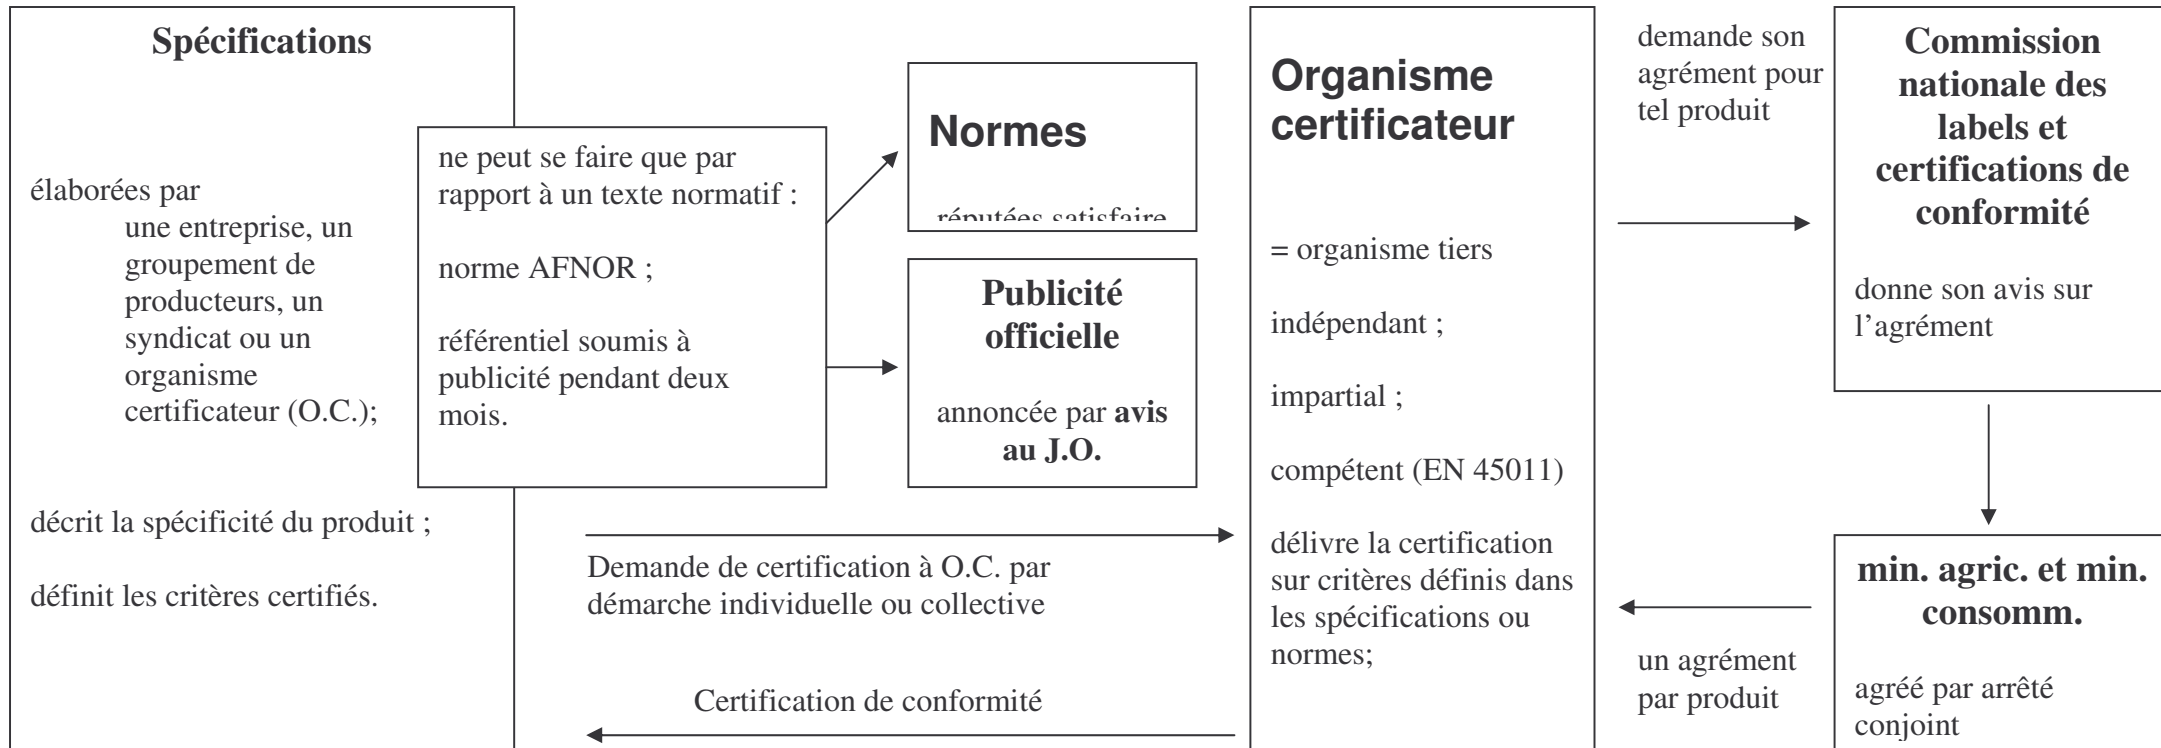 Spécifications
élaborées par
une entreprise, un
groupement de
producteurs, un
syndicat ou un
organisme
certificateur (O.C.);
décrit la spécificité du produit ;
définit les critères certifiés.
ne peut se faire que par
rapport à un texte normatif :
norme AFNOR ;
référentiel soumis à
publicité pendant deux
mois.
Normes
réputées satisfaire
Publicité
officielle
annoncée par avis
au J.O.
Demande de certification à O.C. par
démarche individuelle ou collective
Certification de conformité
Organisme
certificateur
= organisme tiers
indépendant ;
impartial ;
compétent (EN 45011)
délivre la certification
sur critères définis dans
les spécifications ou
normes;
demande son
agrément pour
tel produit
Commission
nationale des
labels et
certifications de
conformité
donne son avis sur
l’agrément
min. agric. et min.
consomm.
agréé par arrêté
conjoint
un agrément
par produit